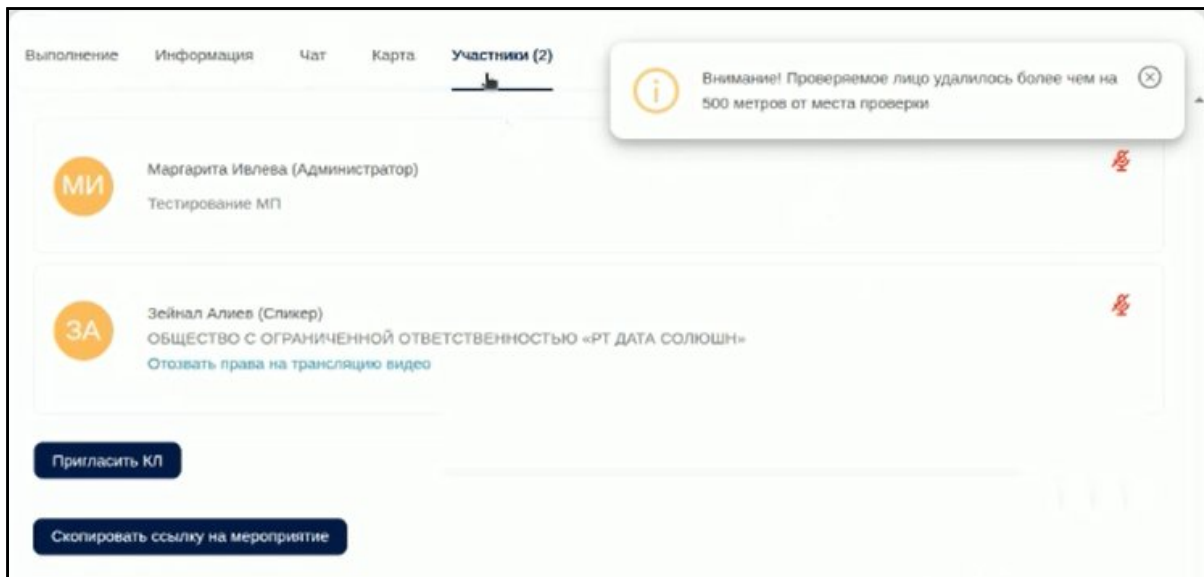 Выполнение Информация Чат Карта Участники (2)
Внимание! Проверяемое лицо удалилось более чем на
500 метров от места проверки
МИ
Маргарита Ивлева (Администратор)
Тестирование МП
ЗА
Зейнал Алиев (Спикер)
ОБЩЕСТВО С ОГРАНИЧЕННОЙ ОТВЕТСТВЕННОСТЬЮ «РТ ДАТА СОЛЮШН»
Отозвать права на трансляцию видео
Пригласить КЛ
Скопировать ссылку на мероприятие